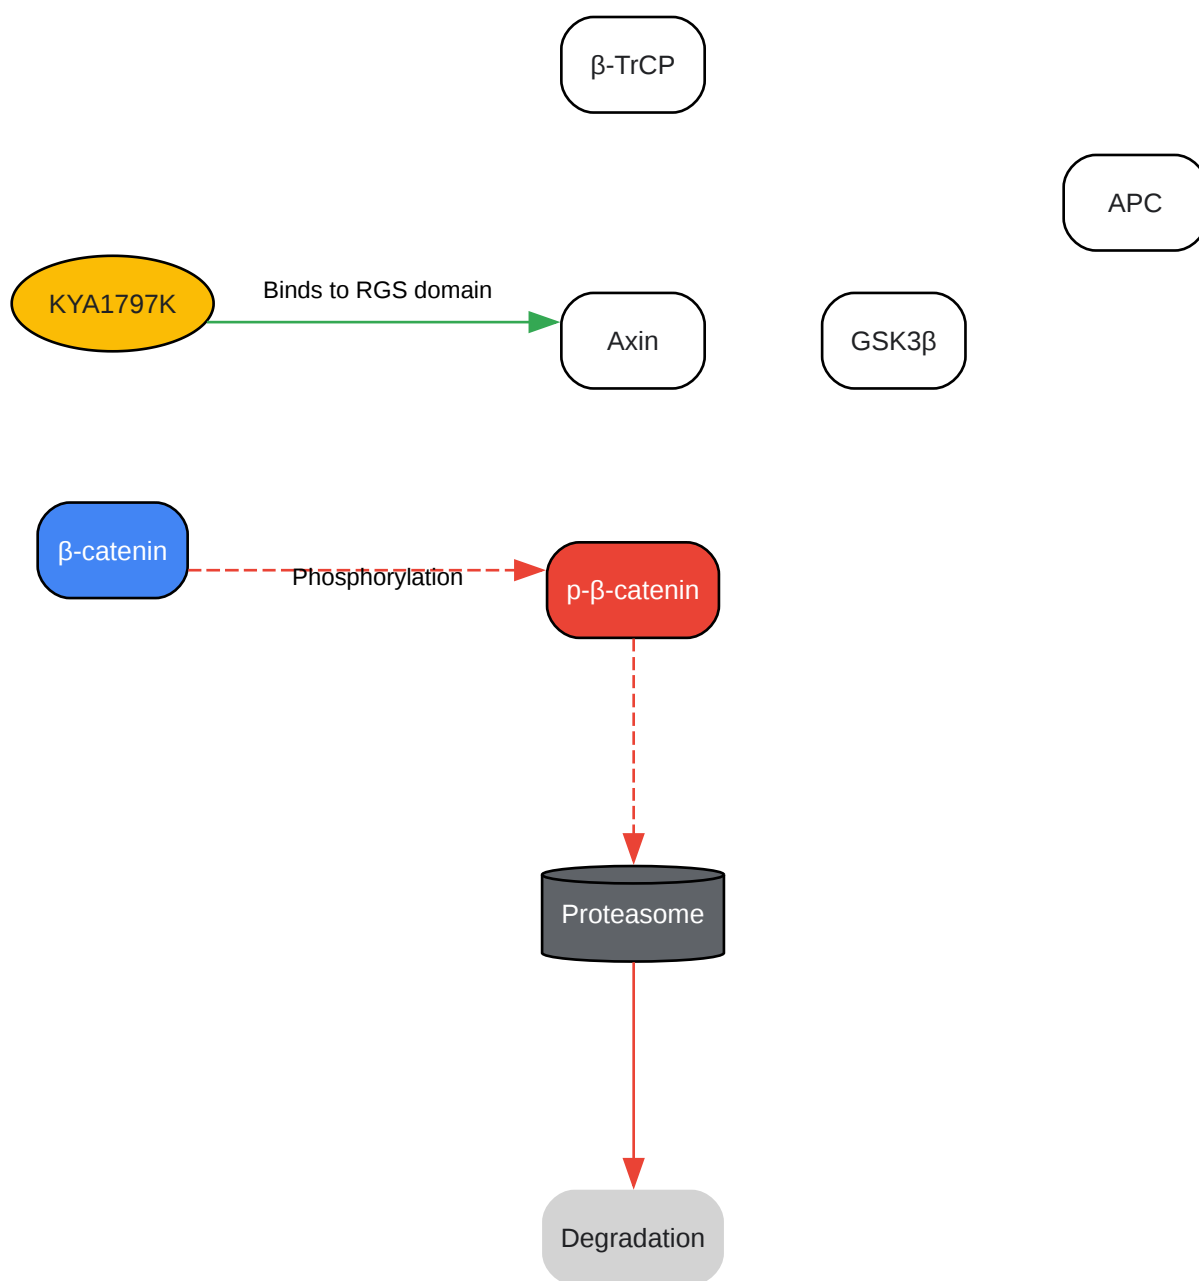 β-TrCP
APC
KYA1797K
Binds to RGS domain
Axin
GSK3β
β-catenin
Phosphorylation
p-β-catenin
Proteasome
Degradation